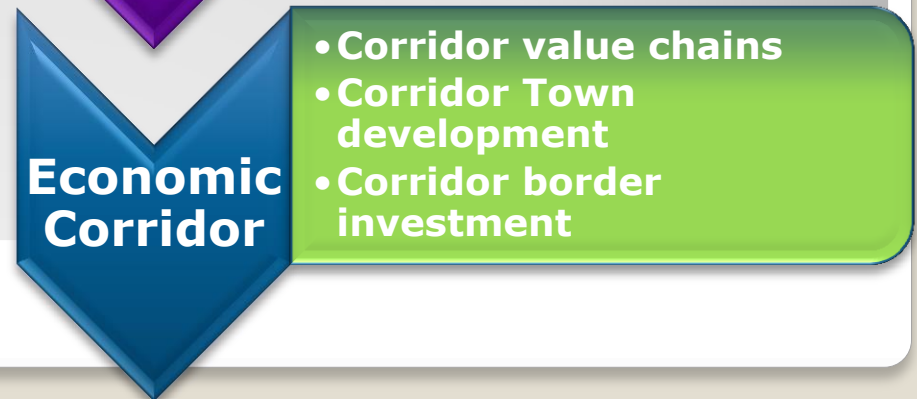 Economic
Corridor
•Corridor value chains
•Corridor Town
development
•Corridor border
investment